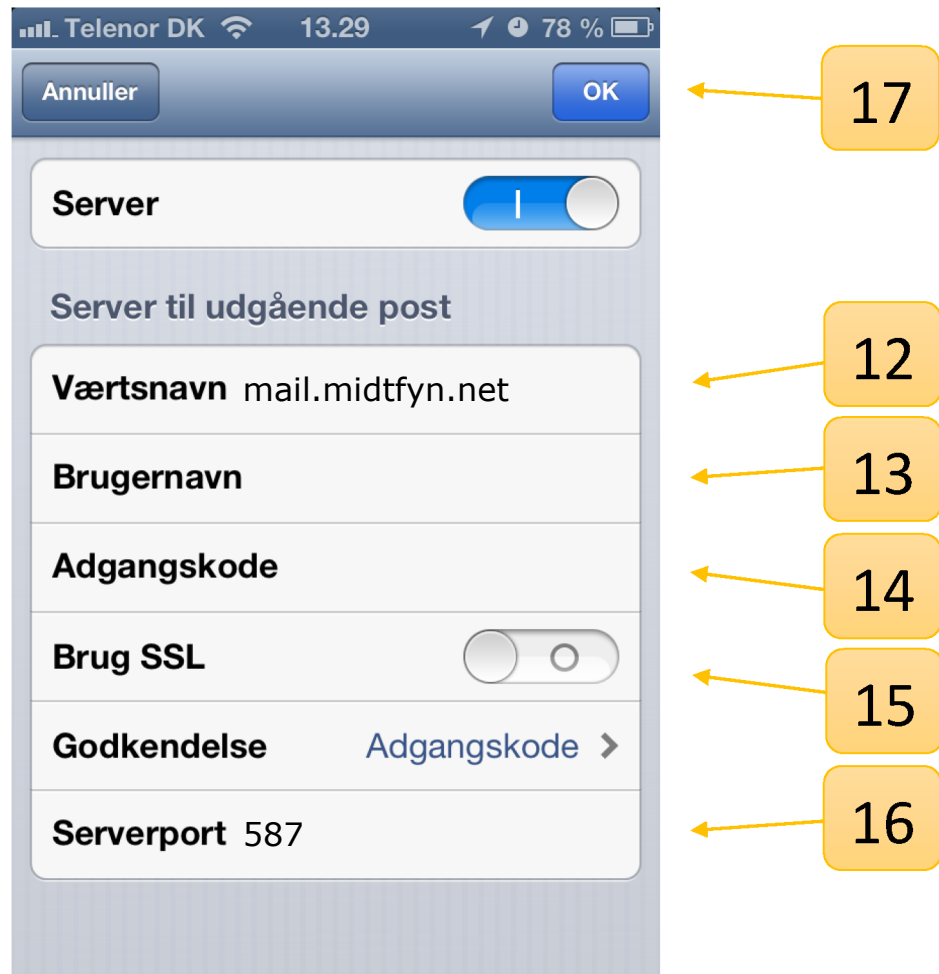 Telenor DK 13.29 78 %
Annuller OK 17
Server
Server til udgående post
Værtsnavn mail.midtfyn.net 12
Brugernavn 13
Adgangskode 14
Brug SSL 15
Godkendelse Adgangskode 
Serverport 587 16